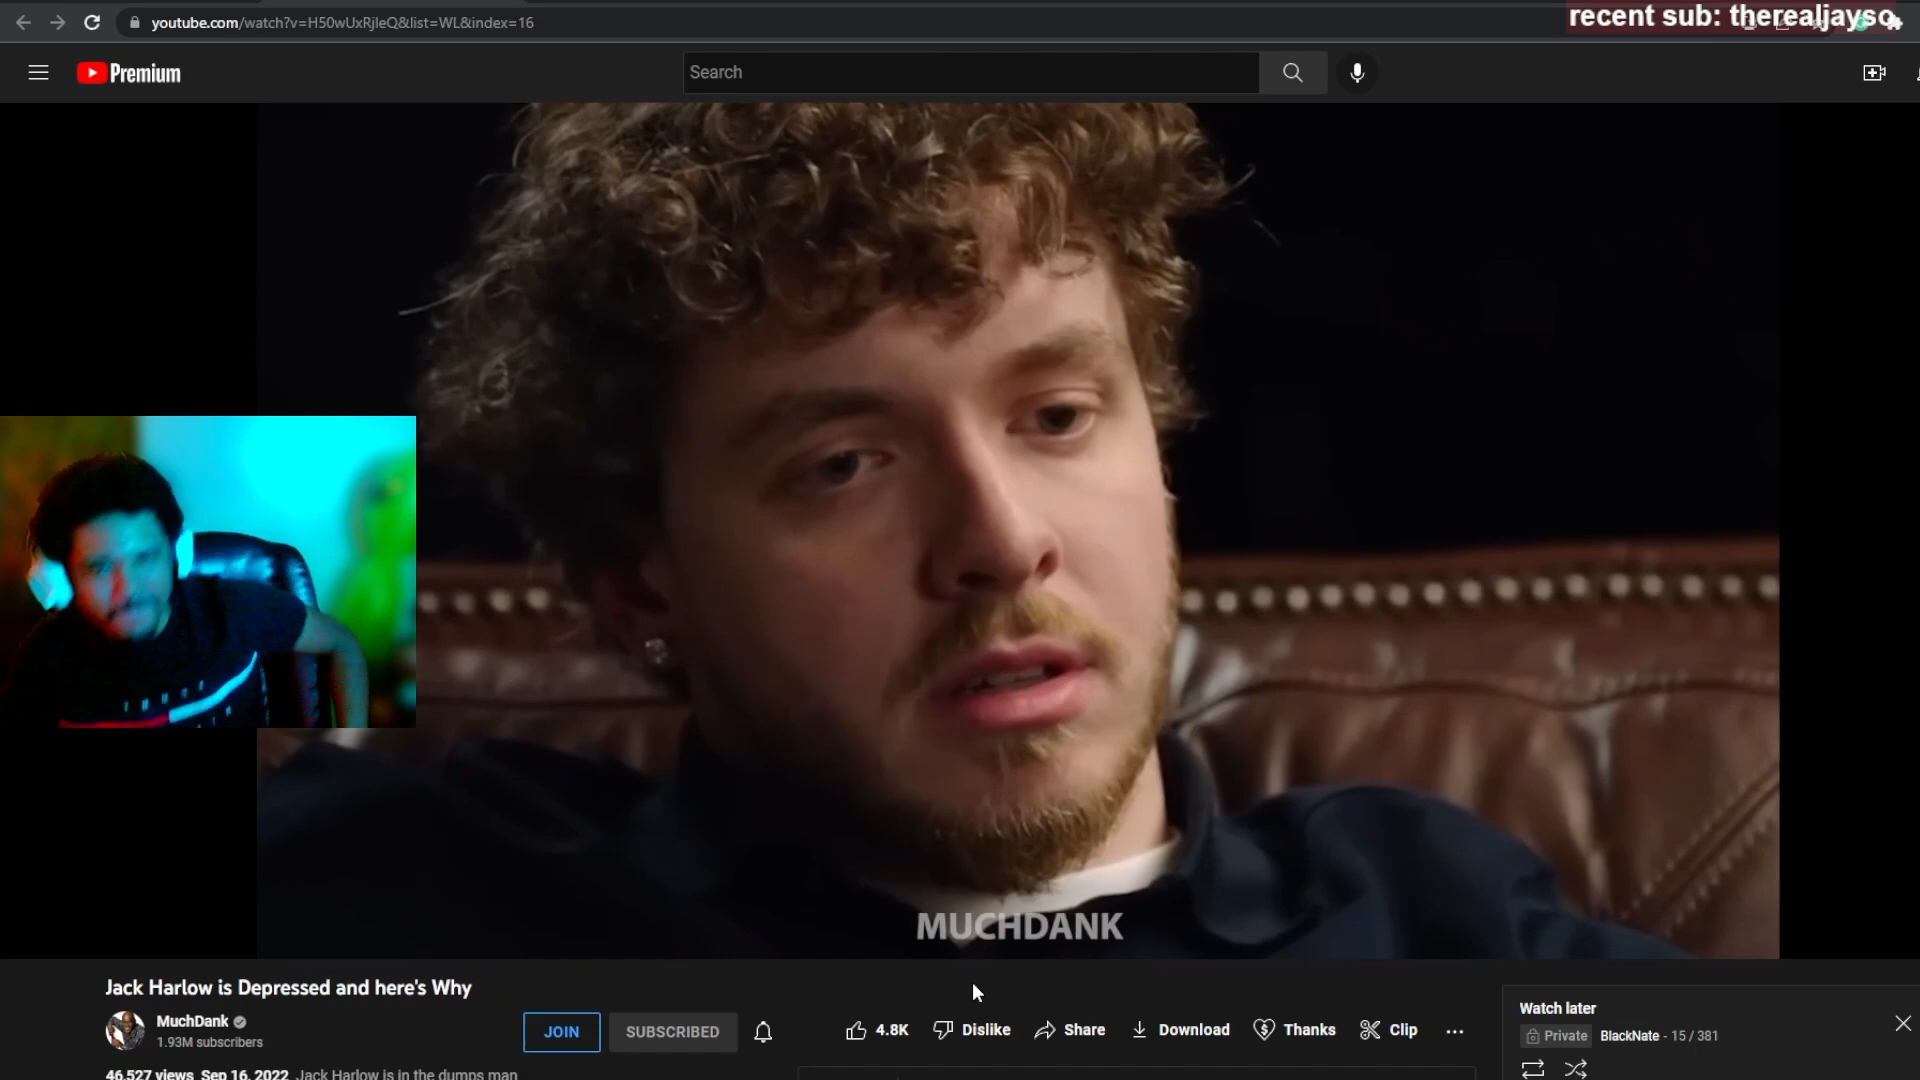 youtube.com/watch?v=H50wUxRjleQ&list=WL&index=16
recent sub: therealjayso
Premium
Search
MUCHDANK
Jack Harlow is Depressed and here's Why
MuchDank
1.93M subscribers
JOIN
SUBSCRIBED
4.8K
Dislike
Share
Download
Thanks
Clip
Watch later
Private
BlackNate - 15 / 381
46,527 views Sep 16, 2022 Jack Harlow is in the dumps man